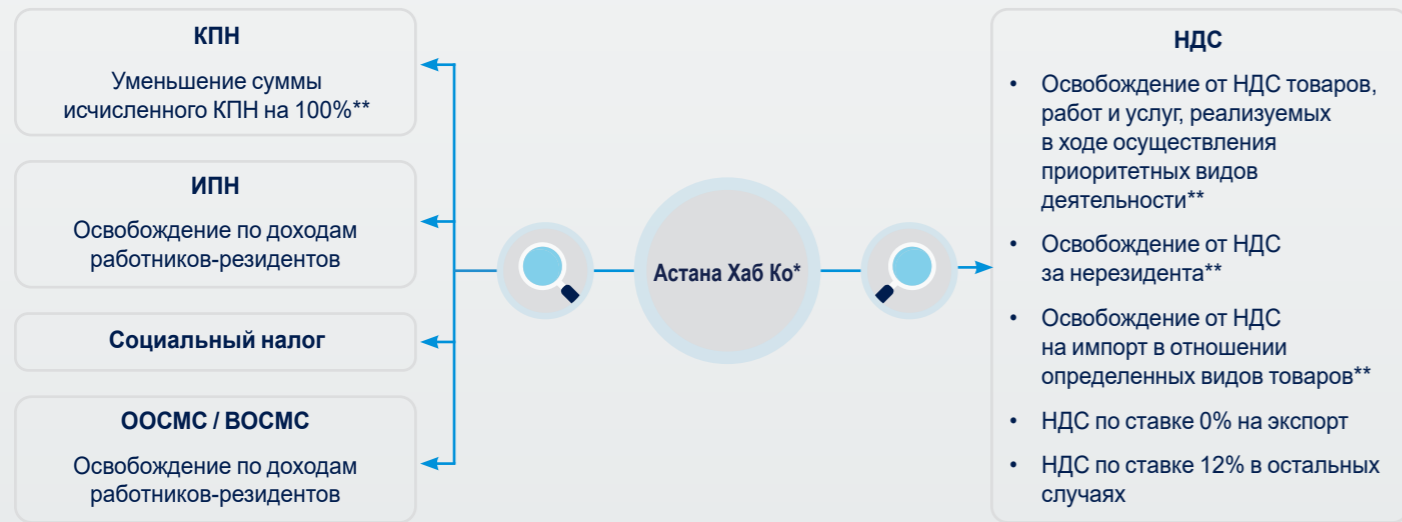 КПН
Уменьшение суммы
исчисленного КПН на 100%**
ИПН
Освобождение по доходам
работников-резидентов
Социальный налог
ООСМС / ВОСМС
Освобождение по доходам
работников-резидентов
Астана Хаб Ко*
НДС
• Освобождение от НДС товаров,
работ и услуг, реализуемых
в ходе осуществления
приоритетных видов
деятельности**
• Освобождение от НДС
за нерезидента**
• Освобождение от НДС
на импорт в отношении
определенных видов товаров**
• НДС по ставке 0% на экспорт
• НДС по ставке 12% в остальных
случаях